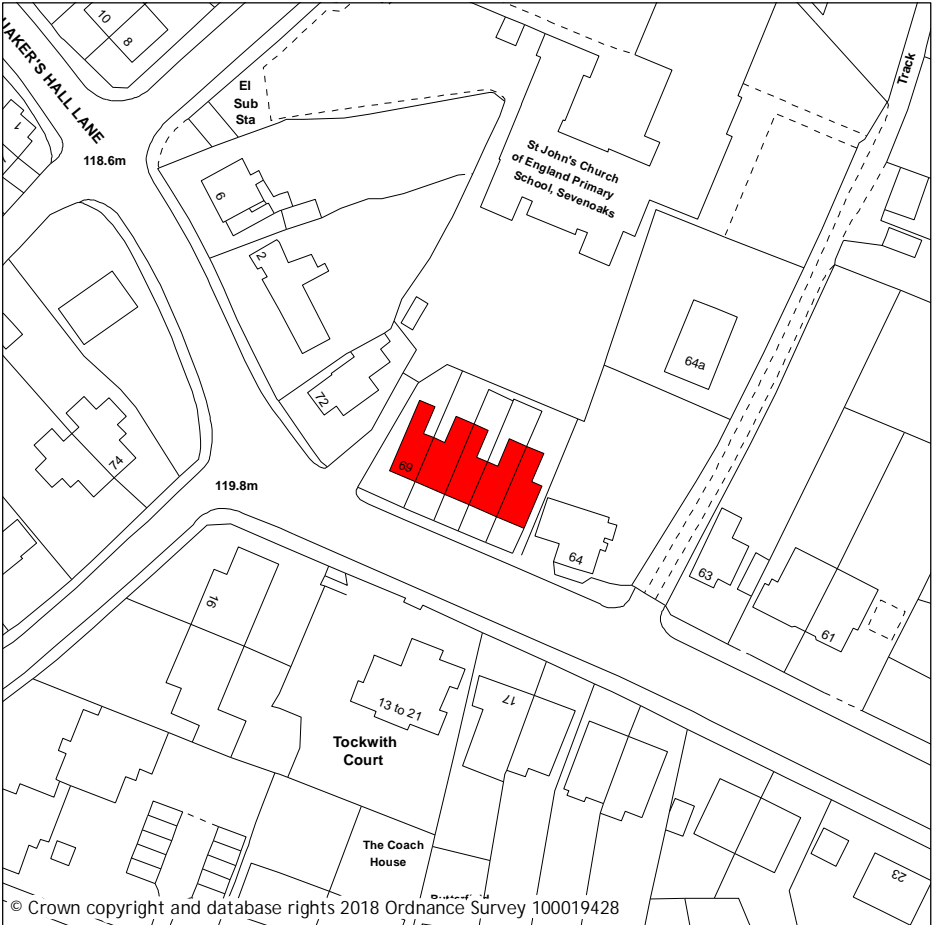 10
8
UAKER'S HALL LANE
El
Sub
Sta
Track
1
118.6m
St John's Church
of England Primary
School, Sevenoaks
6
2
64a
72
74
69
119.8m
64
63
61
16
13 to 21
17
Tockwith
Court
The Coach
House
23
© Crown copyright and database rights 2018 Ordnance Survey 100019428